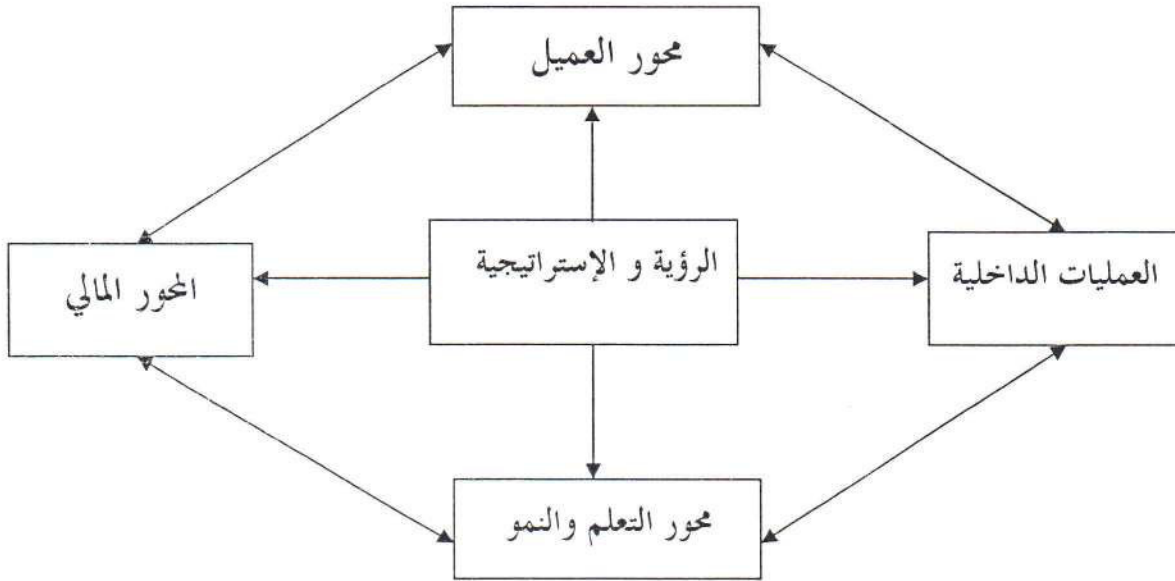 محور العميل
الرؤية و الإستراتيجية
العمليات الداخلية
المحور المالي
محور التعلم والنمو